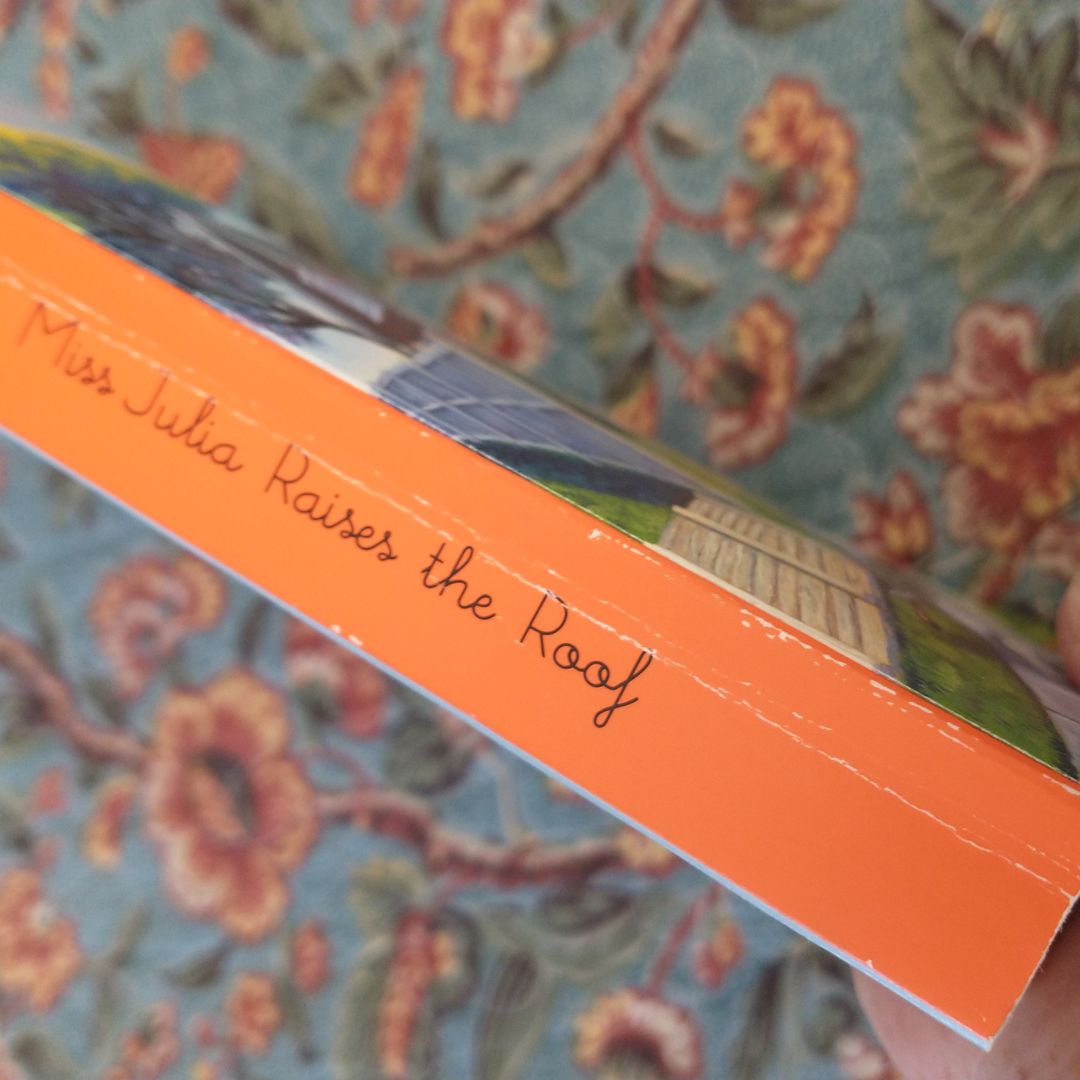 Miss Julia Raises the Roof